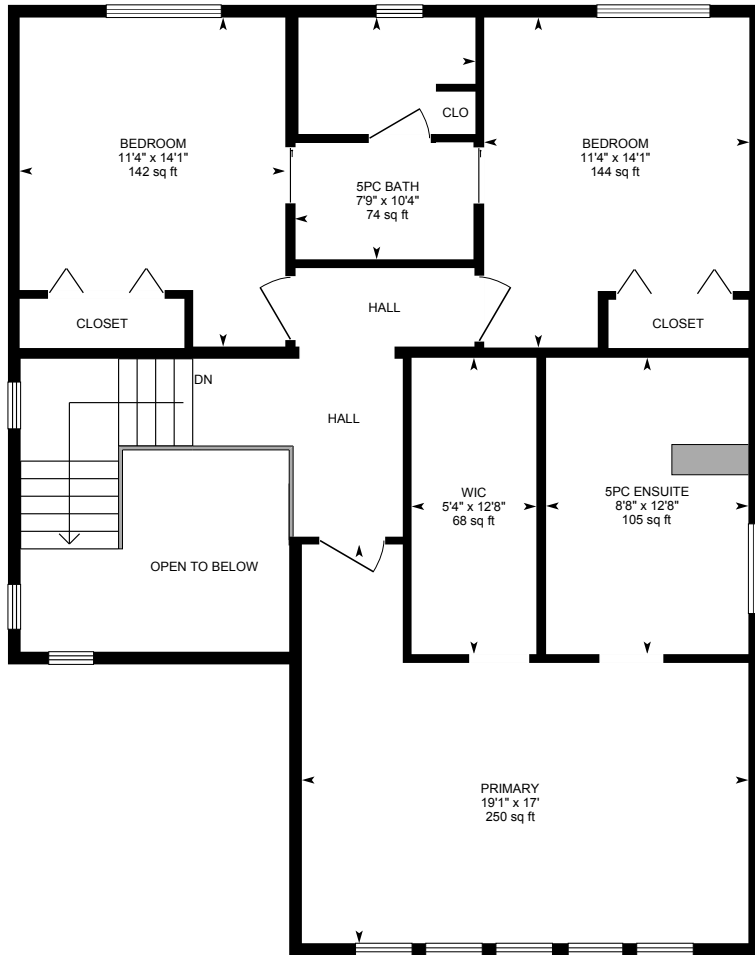 CLO
BEDROOM
11'4" x 14'1"
142 sq ft
BEDROOM
11'4" x 14'1"
144 sq ft
5PC BATH
7'9" x 10'4"
74 sq ft
HALL
CLOSET
CLOSET
DN
HALL
WIC
5'4" x 12'8"
68 sq ft
5PC ENSUITE
8'8" x 12'8"
105 sq ft
OPEN TO BELOW
PRIMARY
19'1" x 17'
250 sq ft